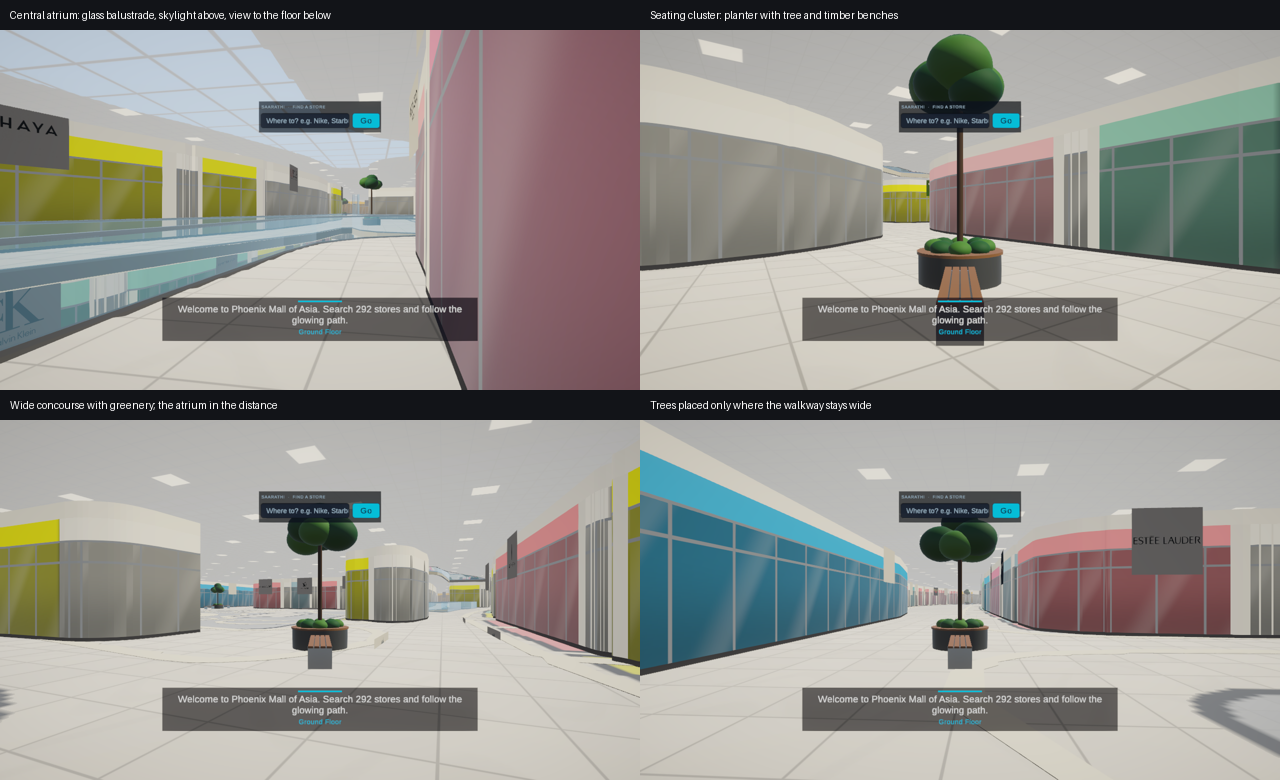 Central atrium: glass balustrade, skylight above, view to the floor below
HAYA
SAARATHI FIND A STORE
Where to? e.g. Nike, Starb Go
CK
alvin Klein
Welcome to Phoenix Mall of Asia. Search 292 stores and follow the
glowing path.
Ground Floor
Seating cluster: planter with tree and timber benches
SAARATHI FIND A STORE
Where to? e.g. Nike, Starb Go
Welcome to Phoenix Mall of Asia. Search 292 stores and follow the
glowing path.
Ground Floor
Wide concourse with greenery; the atrium in the distance
SAARATHI FIND A STORE
Where to? e.g. Nike, Starb Go
Welcome to Phoenix Mall of Asia. Search 292 stores and follow the
glowing path.
Ground Floor
Trees placed only where the walkway stays wide
SAARATHI FIND A STORE
Where to? e.g. Nike, Starb Go
ESTĒE LAUDER
Welcome to Phoenix Mall of Asia. Search 292 stores and follow the
glowing path.
Ground Floor